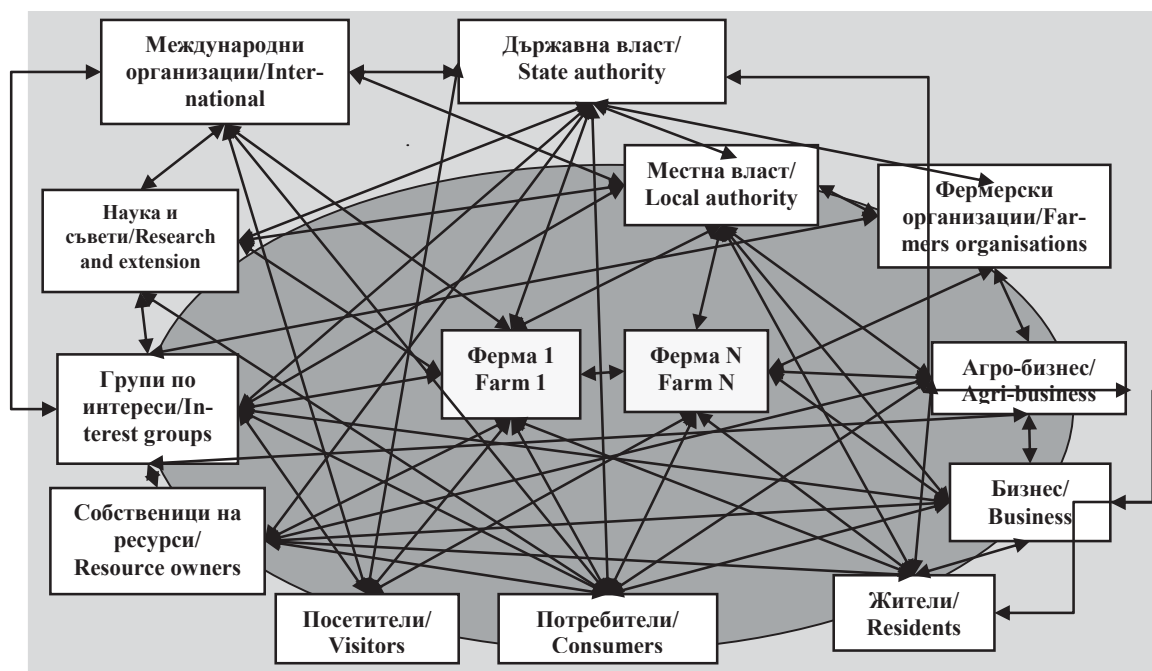 Международни
организации/Inter-
national
Държавна власт/
State authority
Местна власт/
Local authority
Фермерски
организации/Far-
mers organisations
Наука и
съвети/Research
and extension
Ферма 1
Farm 1
Ферма N
Farm N
Агро-бизнес/
Agri-business
Групи по
интереси/In-
terest groups
Бизнес/
Business
Собственици на
ресурси/
Resource owners
Посетители/
Visitors
Потребители/
Consumers
Жители/
Residents